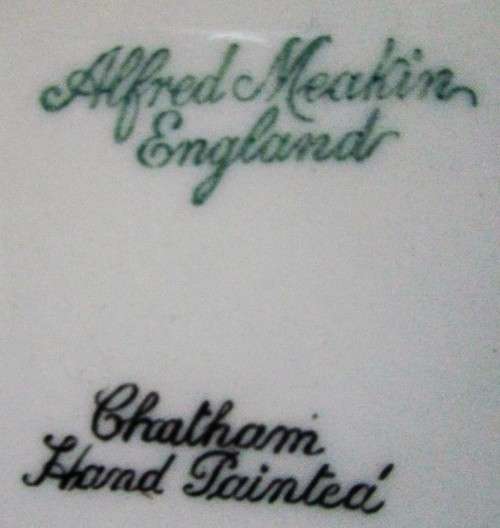 Alfred Meakin
England
Chatham
Hand Painted